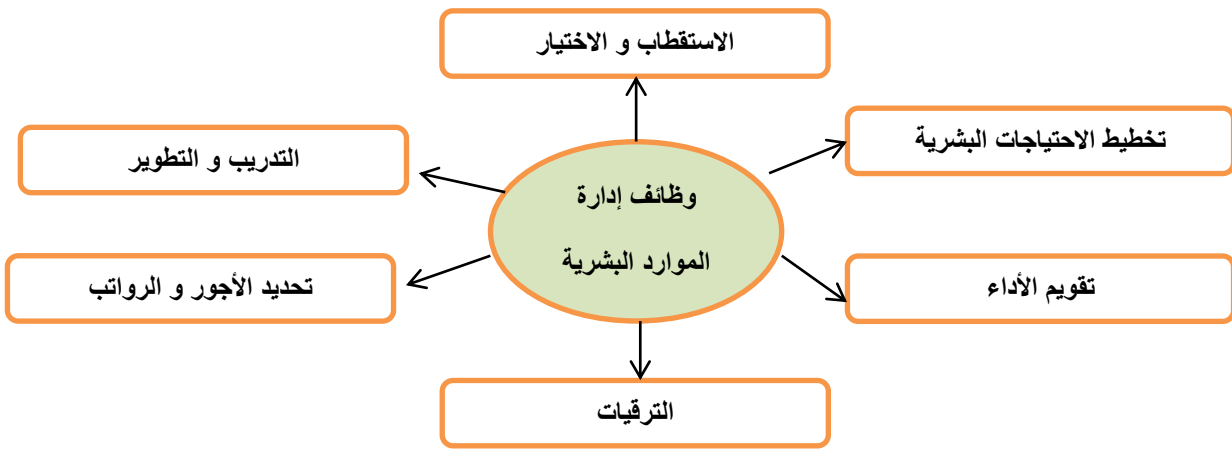 الاستقطاب و الاختيار
تخطيط الاحتياجات البشرية
التدريب و التطوير
وظائف إدارة
الموارد البشرية
تقويم الأداء
تحديد الأجور و الرواتب
الترقيات